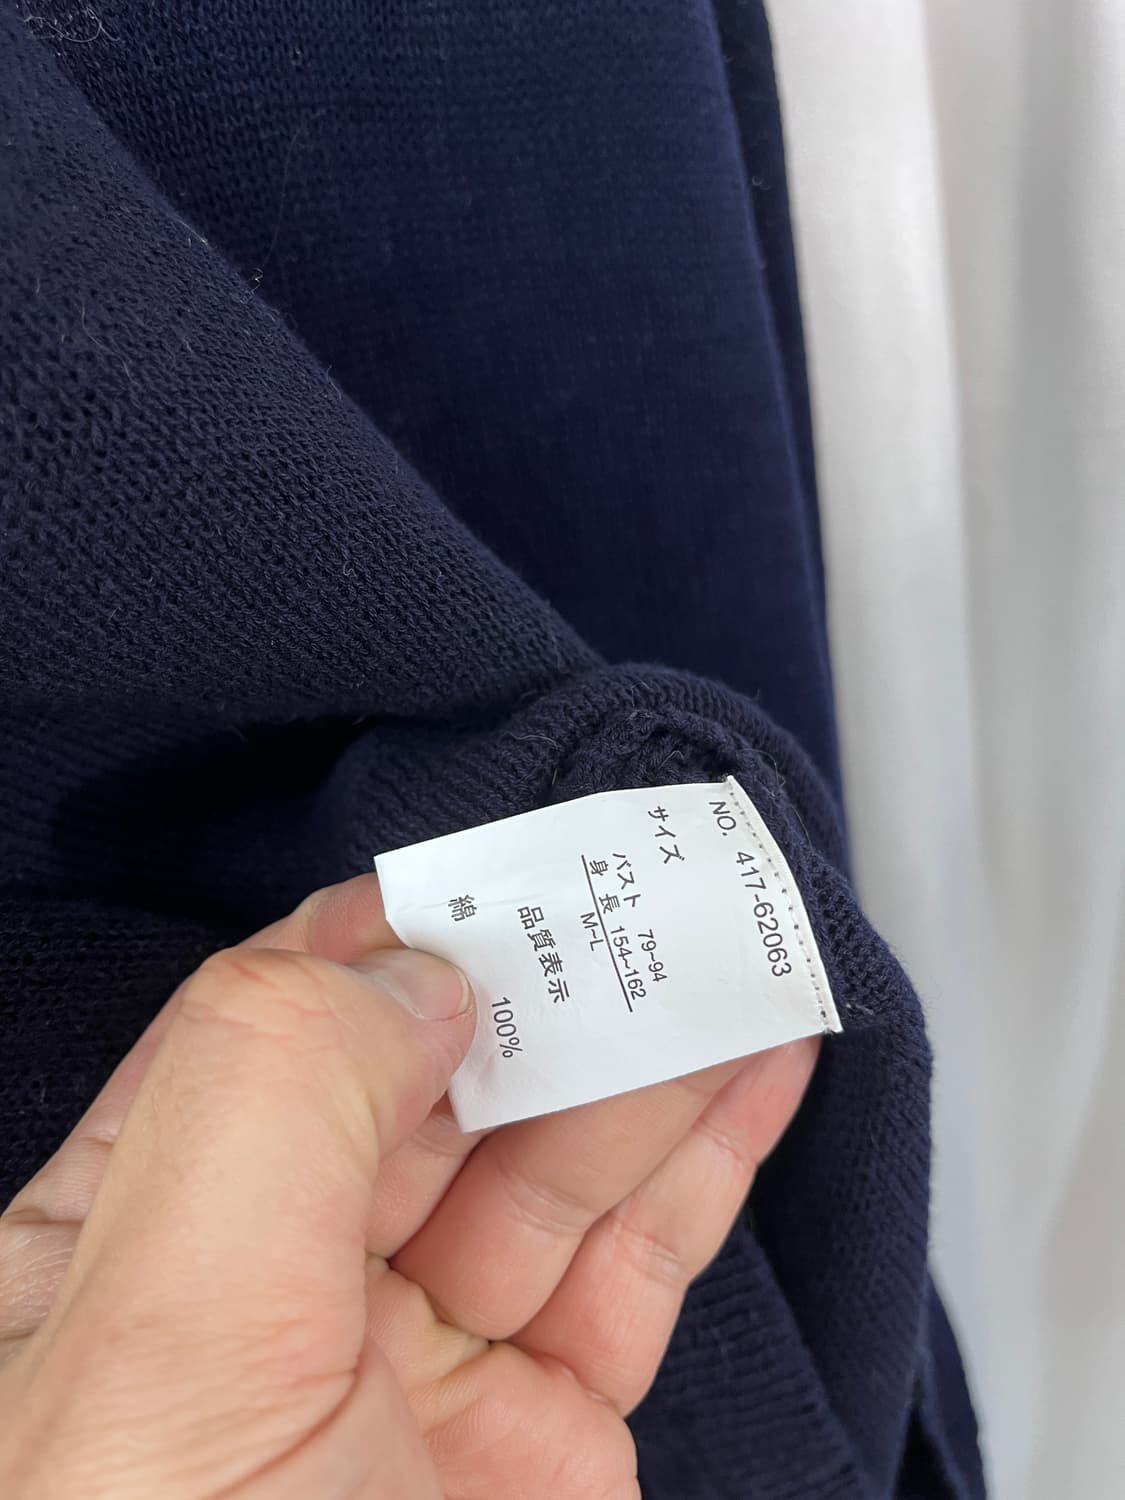 NO. 417-62063
サイズ
バスト 79~94
身 長 154~162
M~L
品質表示
綿 100%